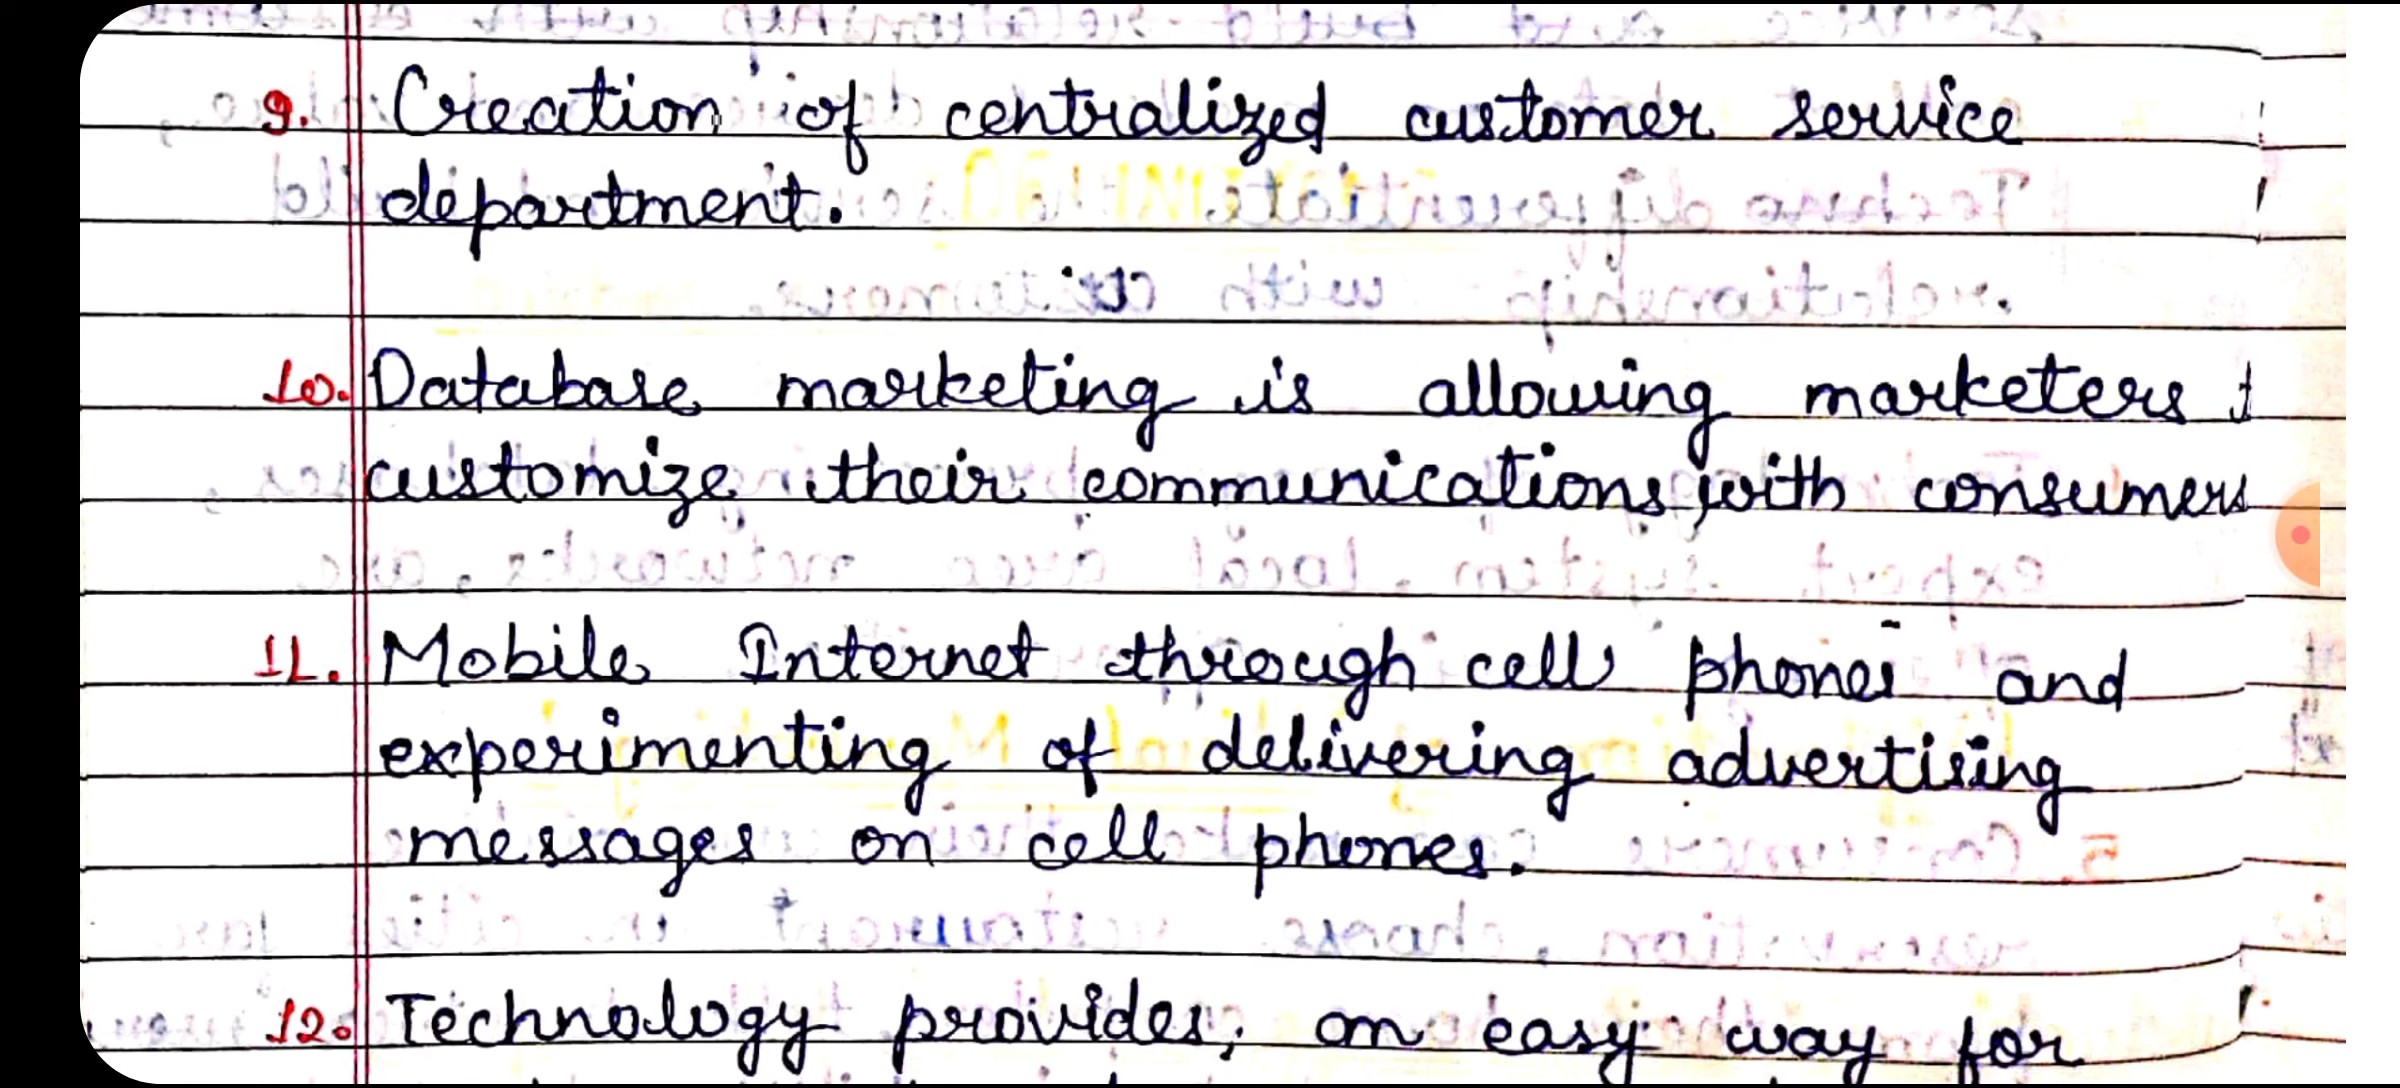 9. Creation of centralized customer service
department.
10. Database marketing is allowing marketers
customize their communications with consumers
11. Mobile Internet through cell phones and
experimenting of delivering advertising
messages on cell phones.
12. Technology provides, an easy way for